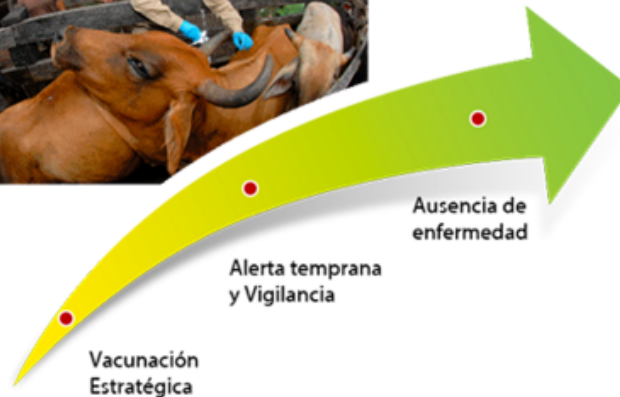 Ausencia de
enfermedad
Alerta temprana
y Vigilancia
Vacunación
Estratégica